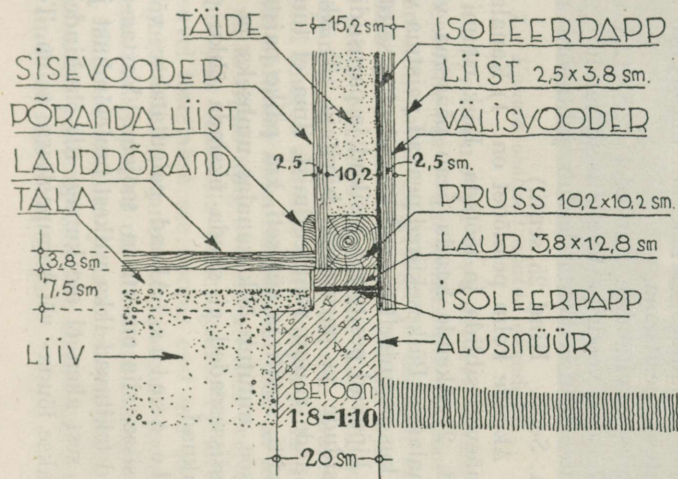 TÄIDE
15,2 sm
ISOLEERPAPP
SISEVOODER
LIIST 2,5 x 3,8 sm.
PÕRANDA LIIST
VÄLISVOODER
LAUDPÕRAND
2,5
10,2
2,5 sm.
TALA
PRUSS 10,2 x 10,2 sm.
LAUD 3,8 x 12,8 sm
3,8 sm
7,5 sm
ISOLEERPAPP
LIIV
ALUSMÜÜR
BETOON
1:8–1:10
20 sm